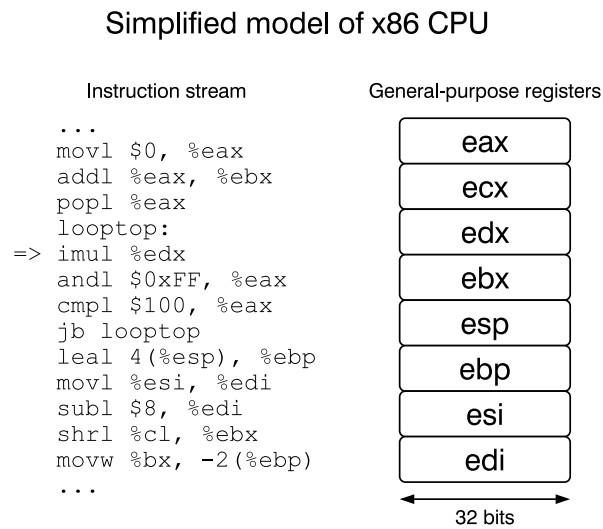 Simplified model of x86 CPU
Instruction stream
...
movl $0, %eax
addl %eax, %ebx
popl %eax
looptop:
=> imul %edx
andl $0xFF, %eax
cmpl $100, %eax
jb looptop
leal 4(%esp), %ebp
movl %esi, %edi
subl $8, %edi
shrl %cl, %ebx
movw %bx, -2(%ebp)
...
General-purpose registers
eax
ecx
edx
ebx
esp
ebp
esi
edi
32 bits